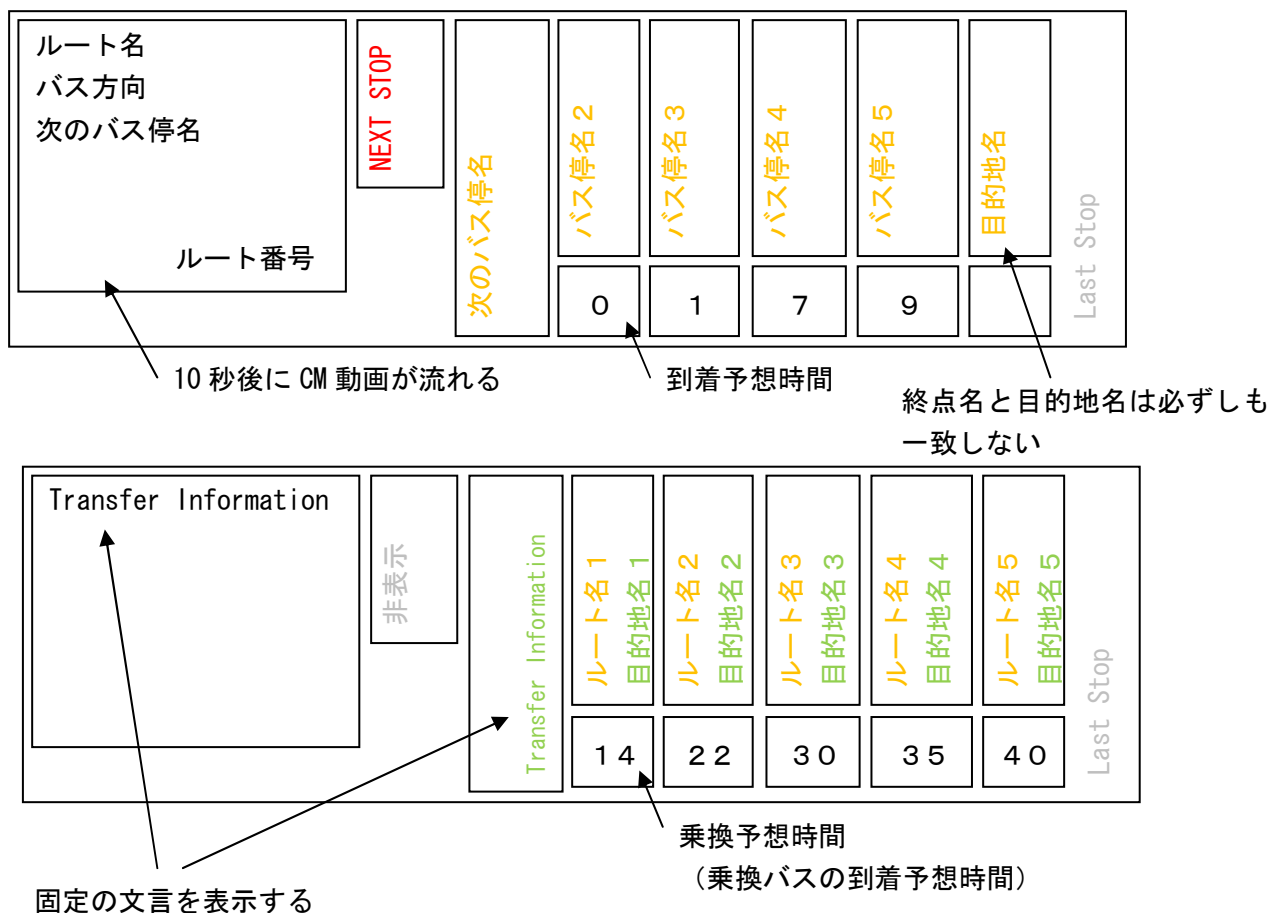 ルート名
バス方向
次のバス停名
ルート番号
NEXT STOP
次のバス停名
バス停名2
バス停名3
バス停名4
バス停名5
目的地名
Last Stop
0
1
7
9
10秒後にCM動画が流れる
到着予想時間
終点名と目的地名は必ずしも
一致しない
Transfer Information
非表示
Transfer Information
ルート名1
目的地名1
ルート名2
目的地名2
ルート名3
目的地名3
ルート名4
目的地名4
ルート名5
目的地名5
Last Stop
14
22
30
35
40
乗換予想時間
(乗換バスの到着予想時間)
固定の文言を表示する